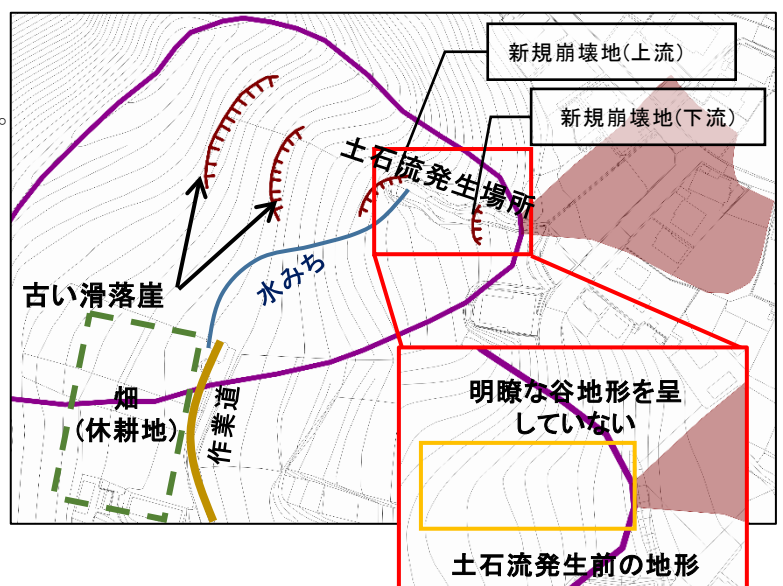 新規崩壊地(上流)
新規崩壊地(下流)
土石流発生場所
水みち
古い滑落崖
畑
(休耕地)
作業道
明瞭な谷地形を呈
していない
土石流発生前の地形